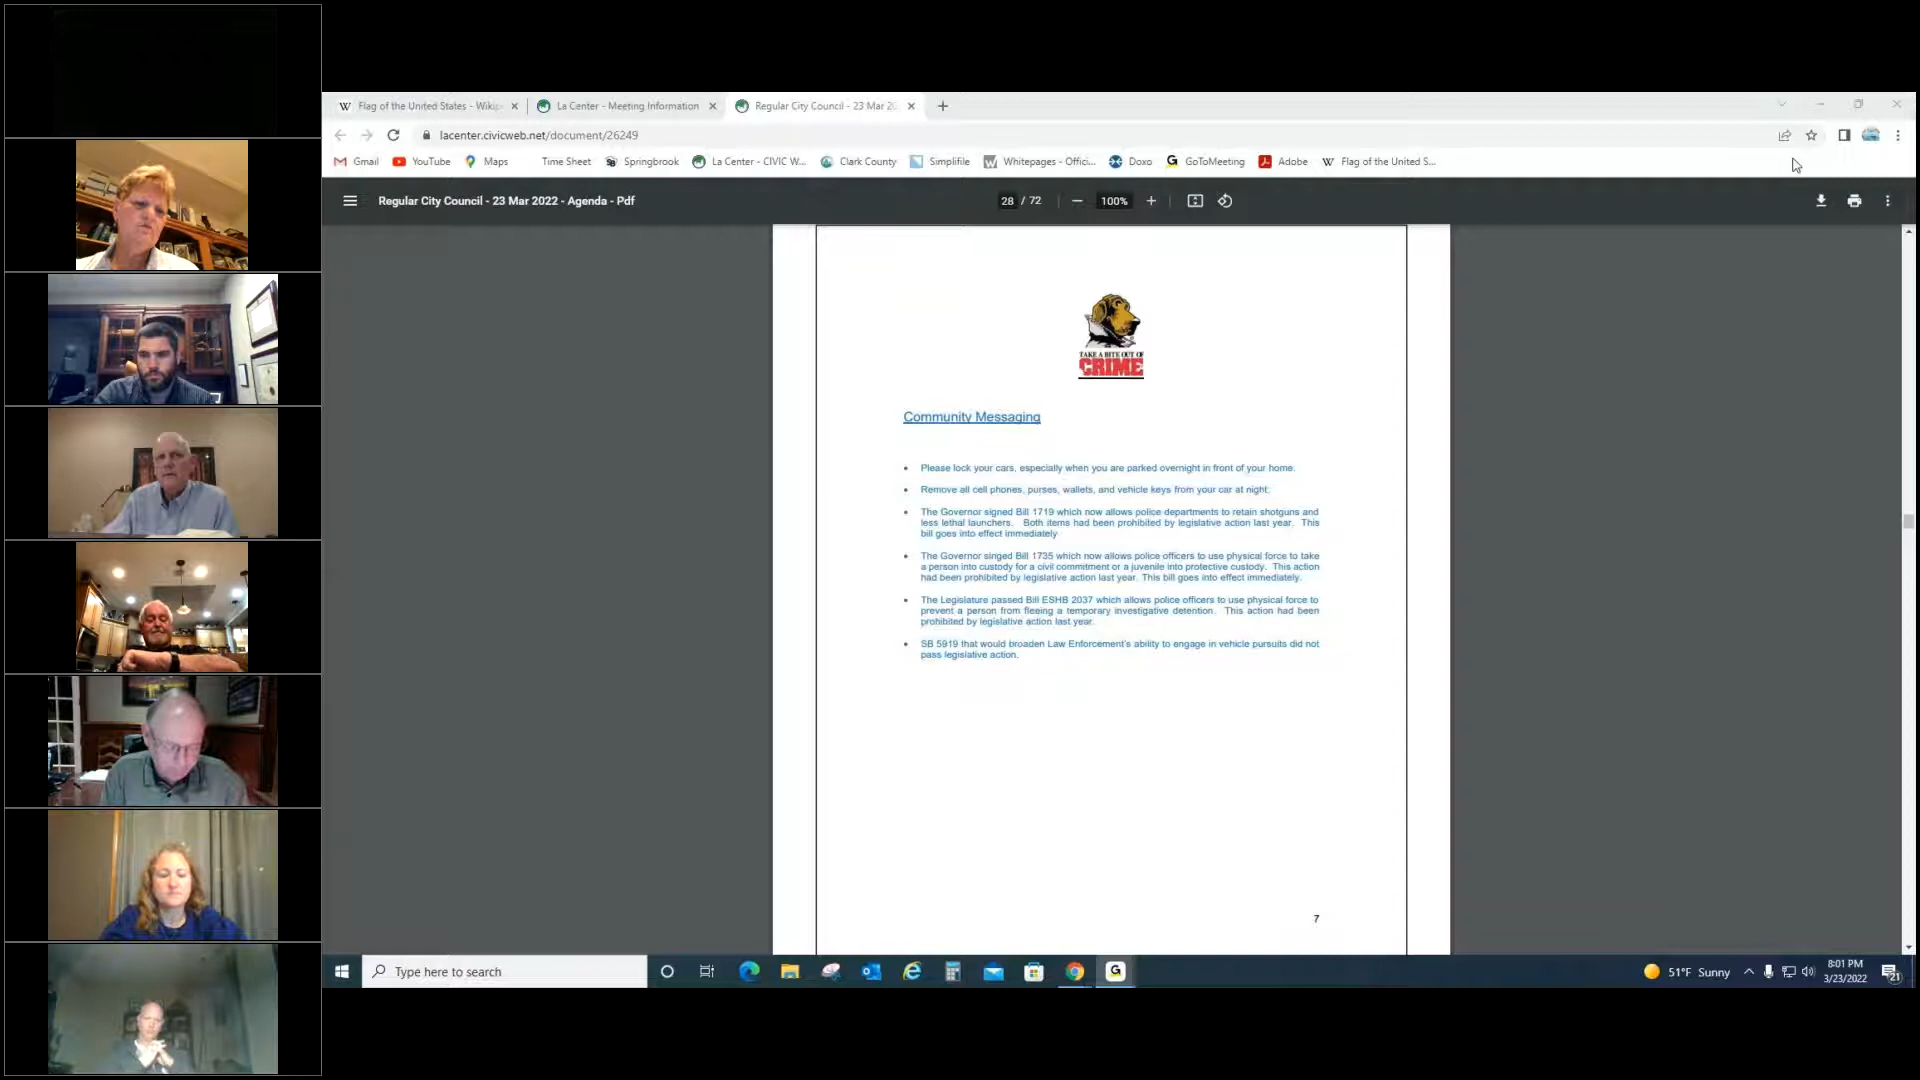 Flag of the United States - Wikip
La Center - Meeting Information
Regular City Council - 23 Mar 20
lacenter.civicweb.net/document/26249
Gmail
YouTube
Maps
Time Sheet
Springbrook
La Center - CIVIC W...
Clark County
Simplifile
Whitepages - Offici...
Doxo
GoToMeeting
Adobe
Flag of the United S...
Regular City Council - 23 Mar 2022 - Agenda - Pdf
28 / 72
100%
TAKE A BITE OUT OF
CRIME
Community Messaging
• Please lock your cars, especially when you are parked overnight in front of your home.
• Remove all cell phones, purses, wallets, and vehicle keys from your car at night.
• The Governor signed Bill 1719 which now allows police departments to retain shotguns and
less lethal launchers. Both items had been prohibited by legislative action last year. This
bill goes into effect immediately
• The Governor singed Bill 1735 which now allows police officers to use physical force to take
a person into custody for a civil commitment or a juvenile into protective custody. This action
had been prohibited by legislative action last year. This bill goes into effect immediately.
• The Legislature passed Bill ESHB 2037 which allows police officers to use physical force to
prevent a person from fleeing a temporary investigative detention. This action had been
prohibited by legislative action last year.
• SB 5919 that would broaden Law Enforcement's ability to engage in vehicle pursuits did not
pass legislative action.
7
Type here to search
51°F Sunny
8:01 PM
3/23/2022
21